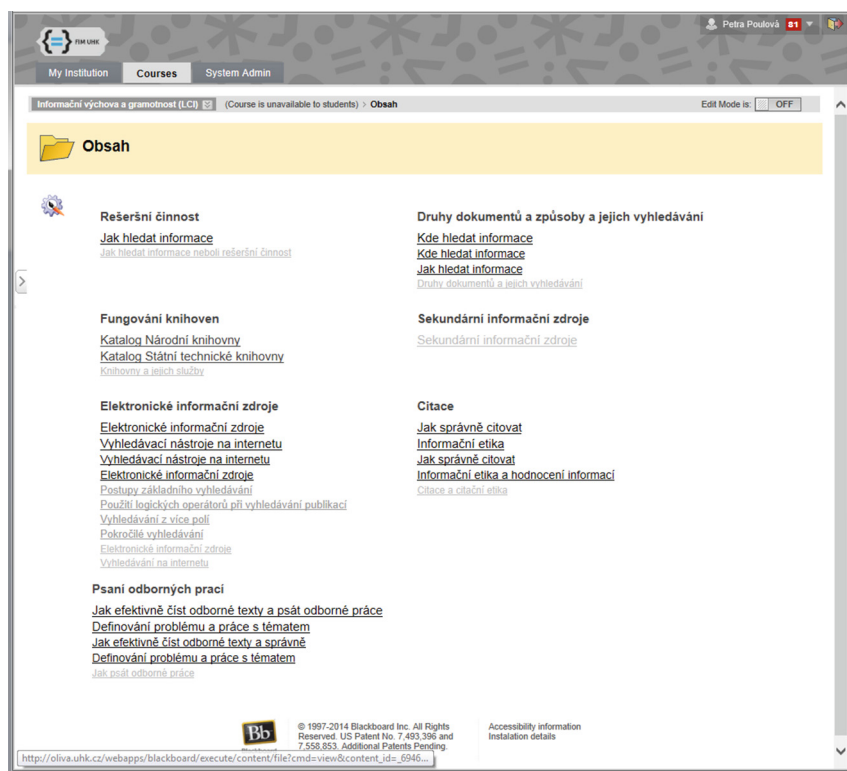 {=} FIM UHK
Petra Poulová 81
My Institution Courses System Admin
Informační výchova a gramotnost (LCI) (Course is unavailable to students) > Obsah Edit Mode is: OFF
Obsah
Rešeršní činnost
Jak hledat informace
Jak hledat informace neboli rešeršní činnost
Druhy dokumentů a způsoby a jejich vyhledávání
Kde hledat informace
Kde hledat informace
Jak hledat informace
Druhy dokumentů a jejich vyhledávání
Fungování knihoven
Katalog Národní knihovny
Katalog Státní technické knihovny
Knihovny a jejich služby
Sekundární informační zdroje
Sekundární informační zdroje
Elektronické informační zdroje
Elektronické informační zdroje
Vyhledávací nástroje na internetu
Vyhledávací nástroje na internetu
Elektronické informační zdroje
Postupy základního vyhledávání
Použití logických operátorů při vyhledávání publikací
Vyhledávání z více polí
Pokročilé vyhledávání
Elektronické informační zdroje
Vyhledávání na internetu
Citace
Jak správně citovat
Informační etika
Jak správně citovat
Informační etika a hodnocení informací
Citace a citační etika
Psaní odborných prací
Jak efektivně číst odborné texty a psát odborné práce
Definování problému a práce s tématem
Jak efektivně číst odborné texty a správně
Definování problému a práce s tématem
Jak psát odborné práce
Bb
© 1997-2014 Blackboard Inc. All Rights
Reserved. US Patent No. 7,493,396 and
7,558,853. Additional Patents Pending.
Accessibility information
Instalation details
http://oliva.uhk.cz/webapps/blackboard/execute/content/file?cmd=view&content_id=_6946...